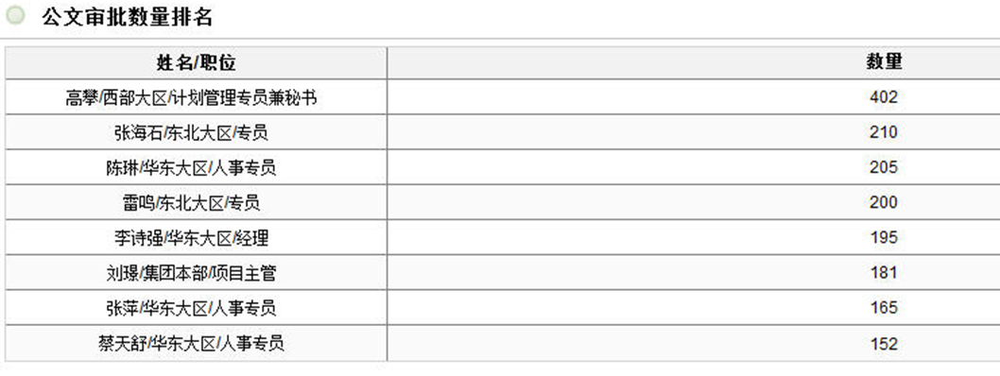 公文审批数量排名
姓名/职位 数量
高攀/西部大区/计划管理专员兼秘书 402
张海石/东北大区/专员 210
陈琳/华东大区/人事专员 205
雷鸣/东北大区/专员 200
李诗强/华东大区/经理 195
刘璟/集团本部/项目主管 181
张萍/华东大区/人事专员 165
蔡天舒/华东大区/人事专员 152